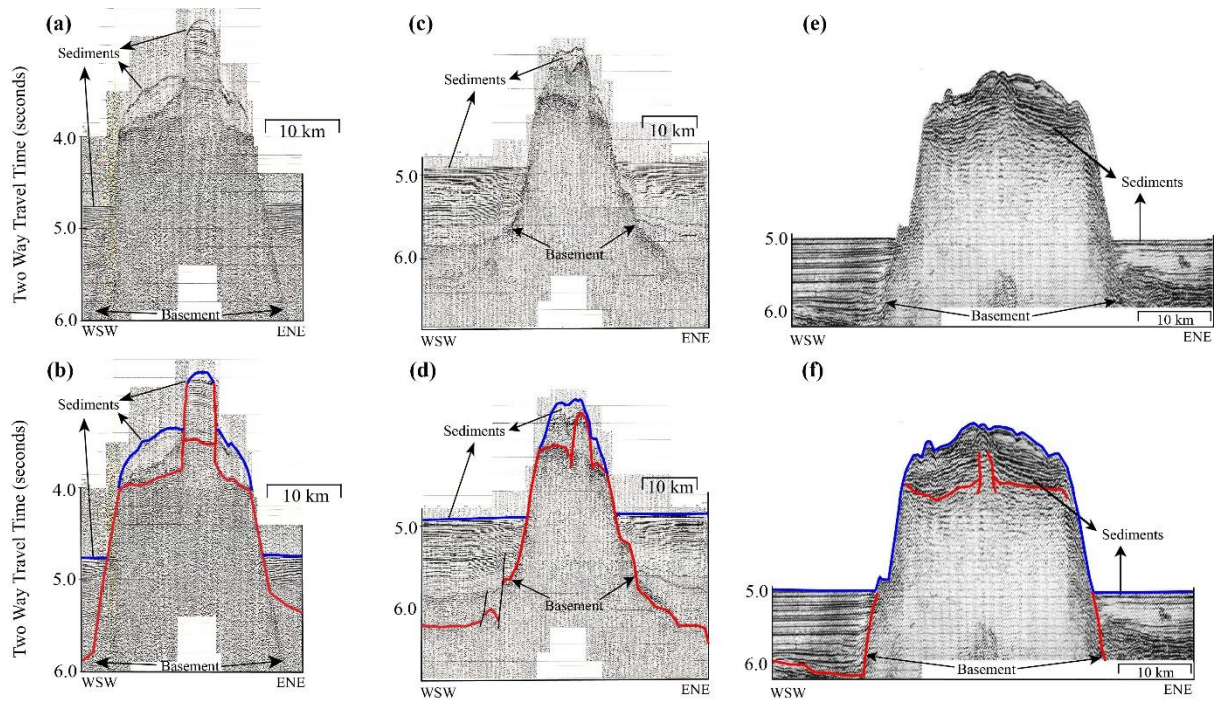 (a)
Sediments
10 km
4.0
5.0
6.0
WSW
Basement
ENE
(c)
Sediments
10 km
5.0
6.0
Basement
WSW
ENE
(e)
Sediments
5.0
6.0
Basement
10 km
WSW
ENE
Two Way Travel Time (seconds)
(b)
Sediments
10 km
4.0
5.0
6.0
WSW
Basement
ENE
(d)
Sediments
10 km
5.0
6.0
Basement
WSW
ENE
(f)
Sediments
5.0
6.0
Basement
10 km
WSW
ENE
Two Way Travel Time (seconds)